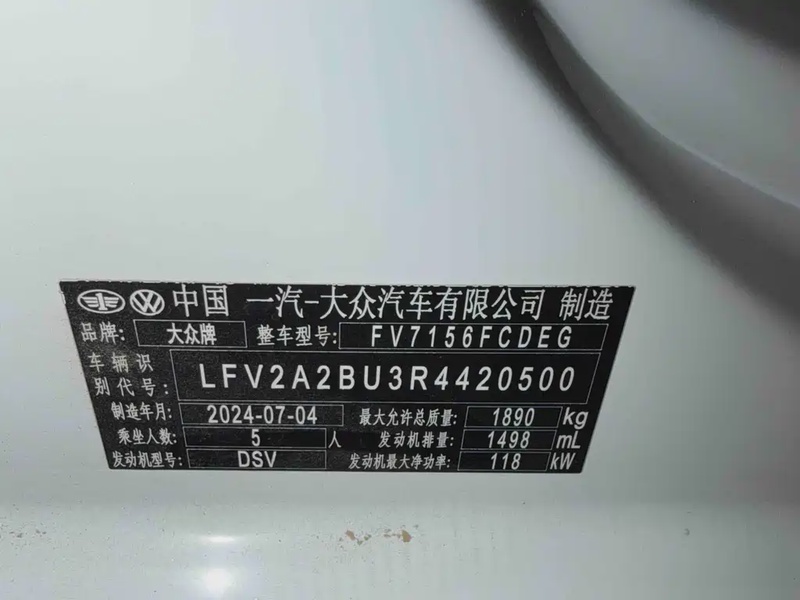 中国 一汽-大众汽车有限公司 制造
品牌: 大众牌 整车型号: FV7156FCDEG
车辆识别代号: LFV2A2BU3R4420500
制造年月: 2024-07-04 最大允许总质量: 1890 kg
乘坐人数: 5 人 发动机排量: 1498 mL
发动机型号: DSV 发动机最大净功率: 118 kW